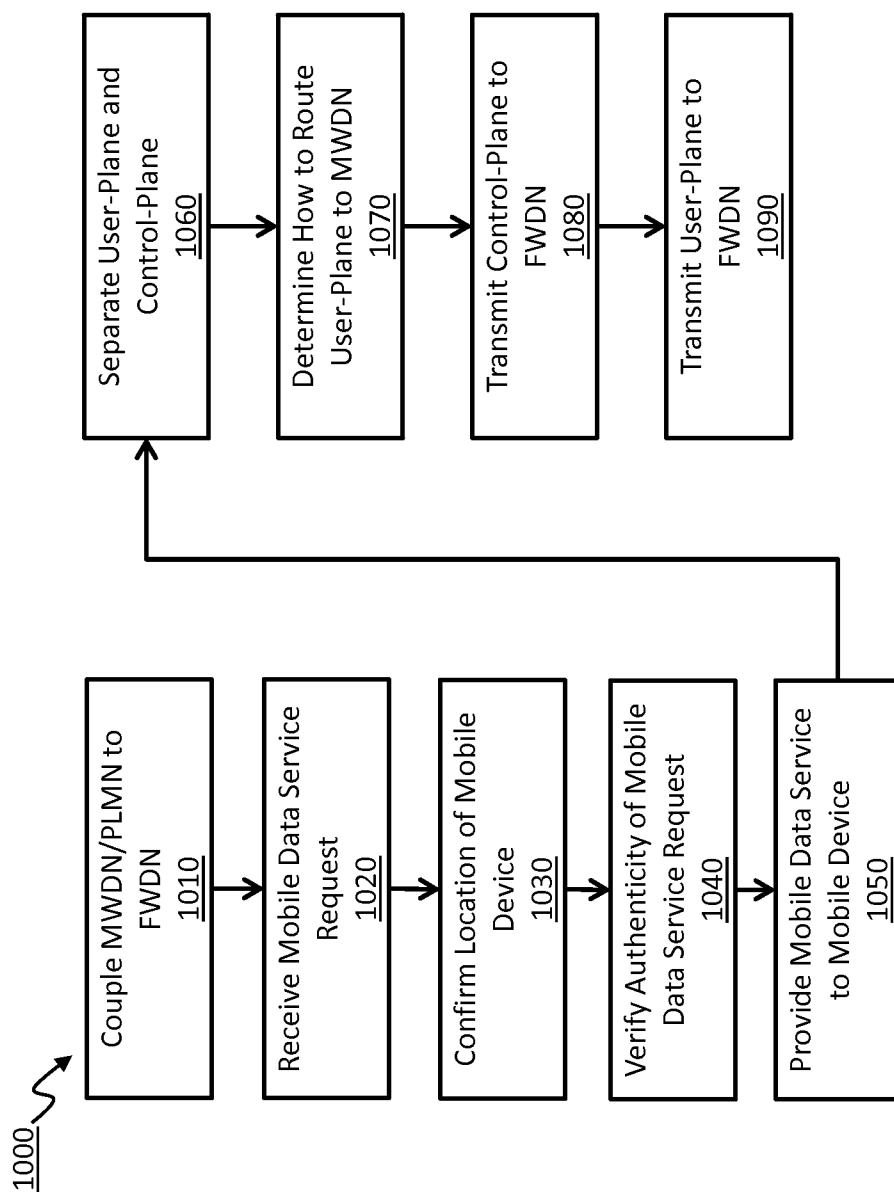 1000
Couple MWDN/PLMN to
FWDN
1010
Receive Mobile Data Service
Request
1020
Confirm Location of Mobile
Device
1030
Verify Authenticity of Mobile
Data Service Request
1040
Provide Mobile Data Service
to Mobile Device
1050
Separate User-Plane and
Control-Plane
1060
Determine How to Route
User-Plane to MWDN
1070
Transmit Control-Plane to
FWDN
1080
Transmit User-Plane to
FWDN
1090